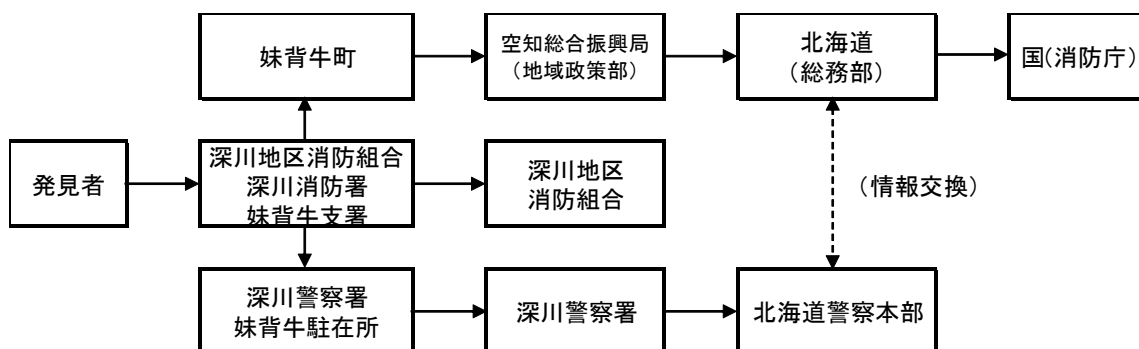 妹背牛町
空知総合振興局
（地域政策部）
北海道
（総務部）
国(消防庁)
発見者
深川地区消防組合
深川消防署
妹背牛支署
深川地区
消防組合
（情報交換）
深川警察署
妹背牛駐在所
深川警察署
北海道警察本部